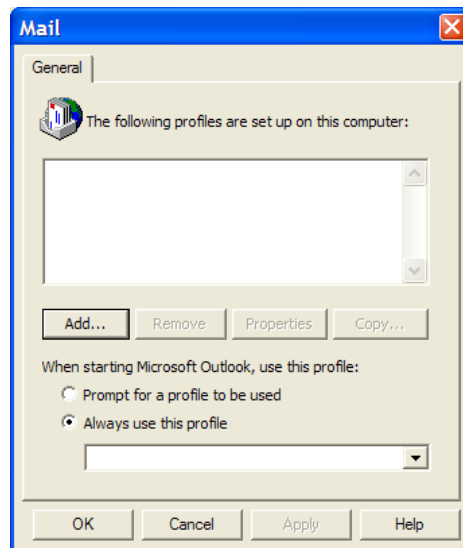 Mail
General
The following profiles are set up on this computer:
Add... Remove Properties Copy...
When starting Microsoft Outlook, use this profile:
Prompt for a profile to be used
Always use this profile
OK Cancel Apply Help